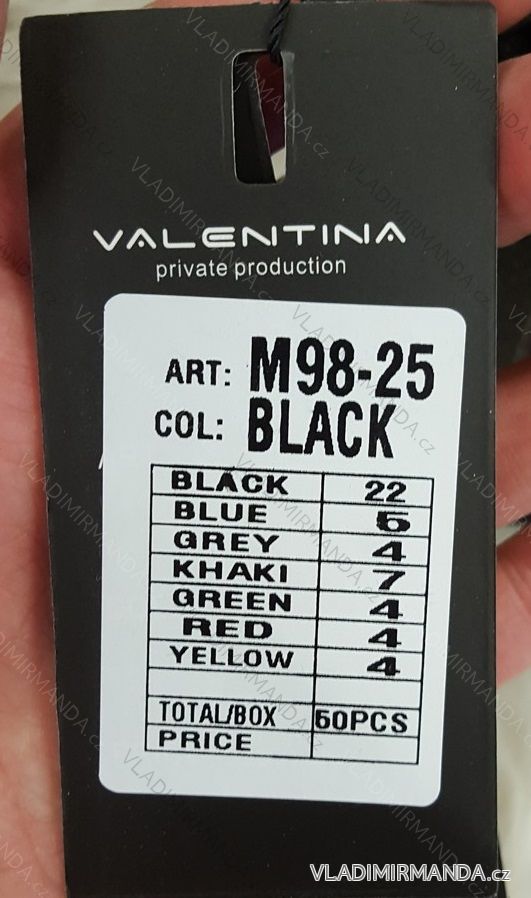 VALENTINA
private production
ART: M98-25
COL: BLACK
BLACK 22
BLUE 5
GREY 4
KHAKI 7
GREEN 4
RED 4
YELLOW 4
TOTAL/BOX 50PCS
PRICE
VLADIMIRMANDA.cz